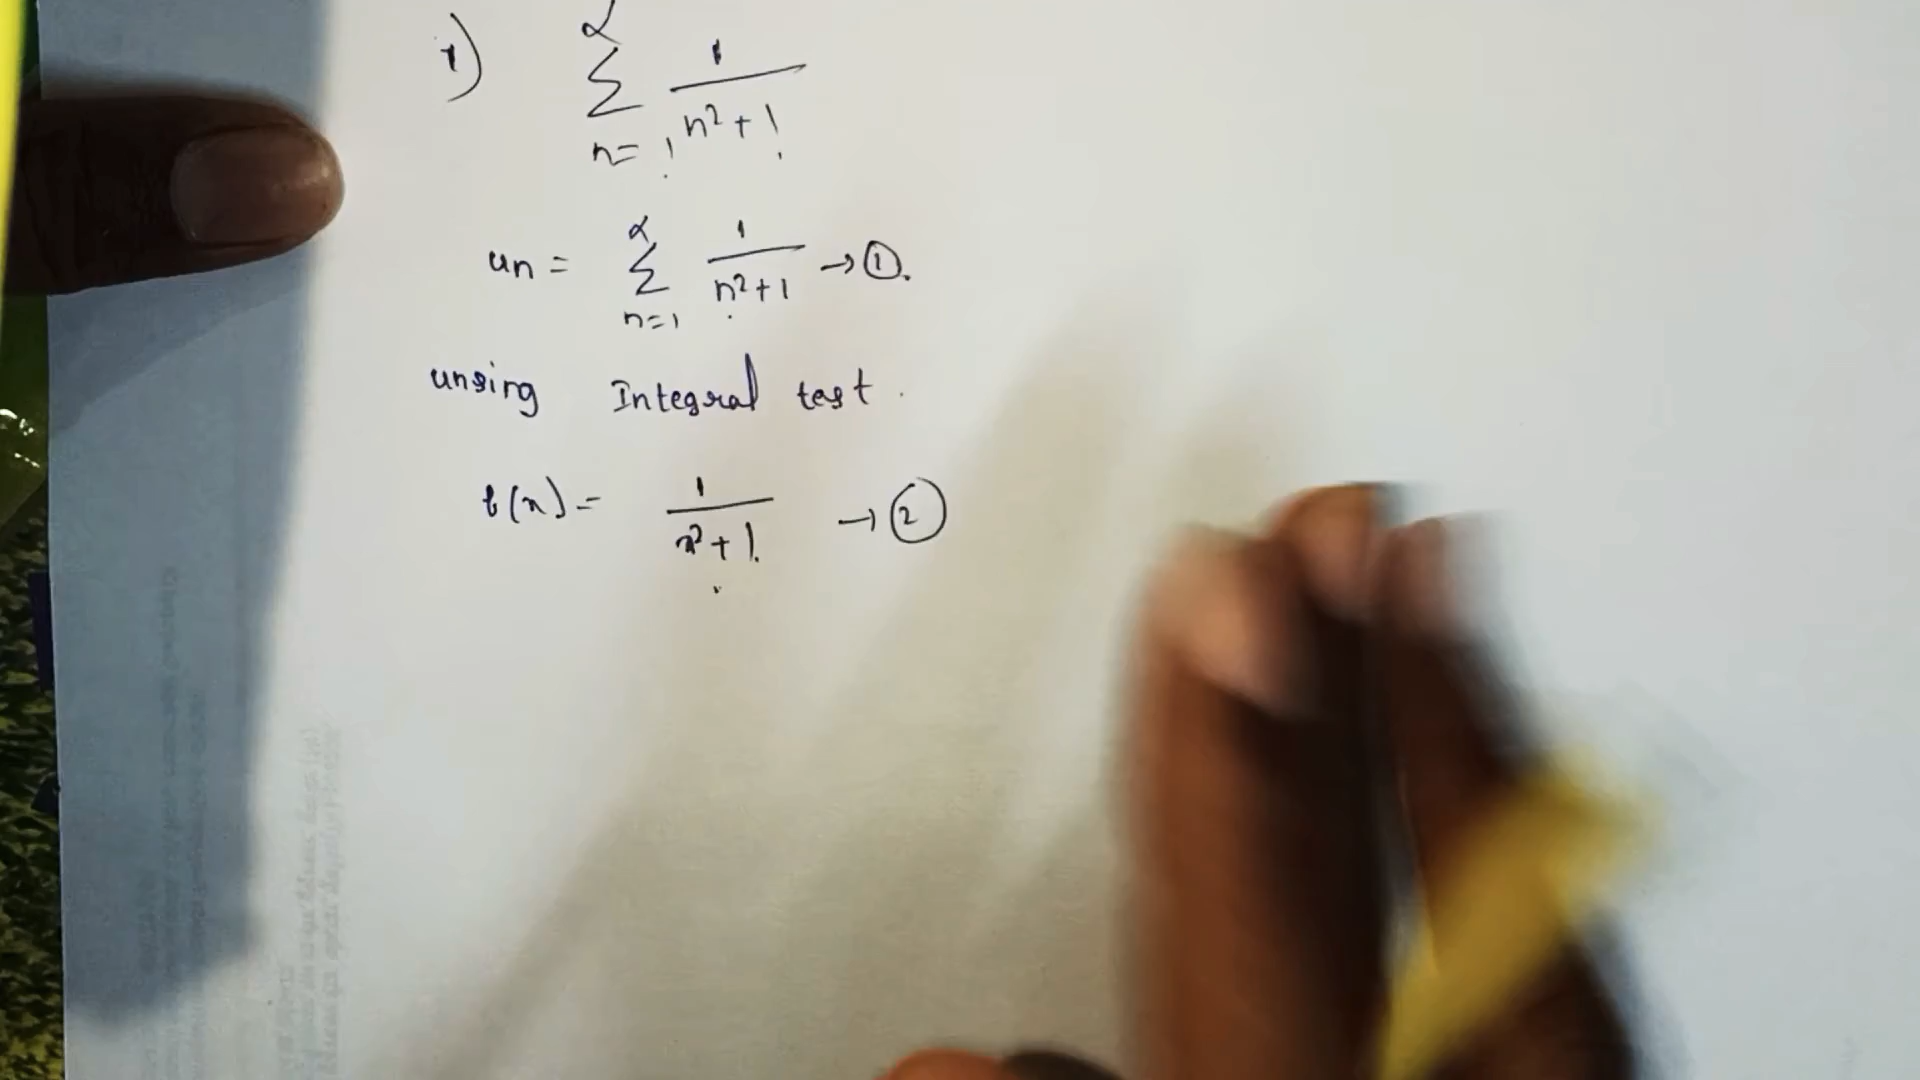 1) ∑_{n=1}^{α} 1/(n²+1)
un = ∑_{n=1}^{α} 1/(n²+1) → ①.
unsing Integral test.
f(x) = 1/(x²+1) → ②